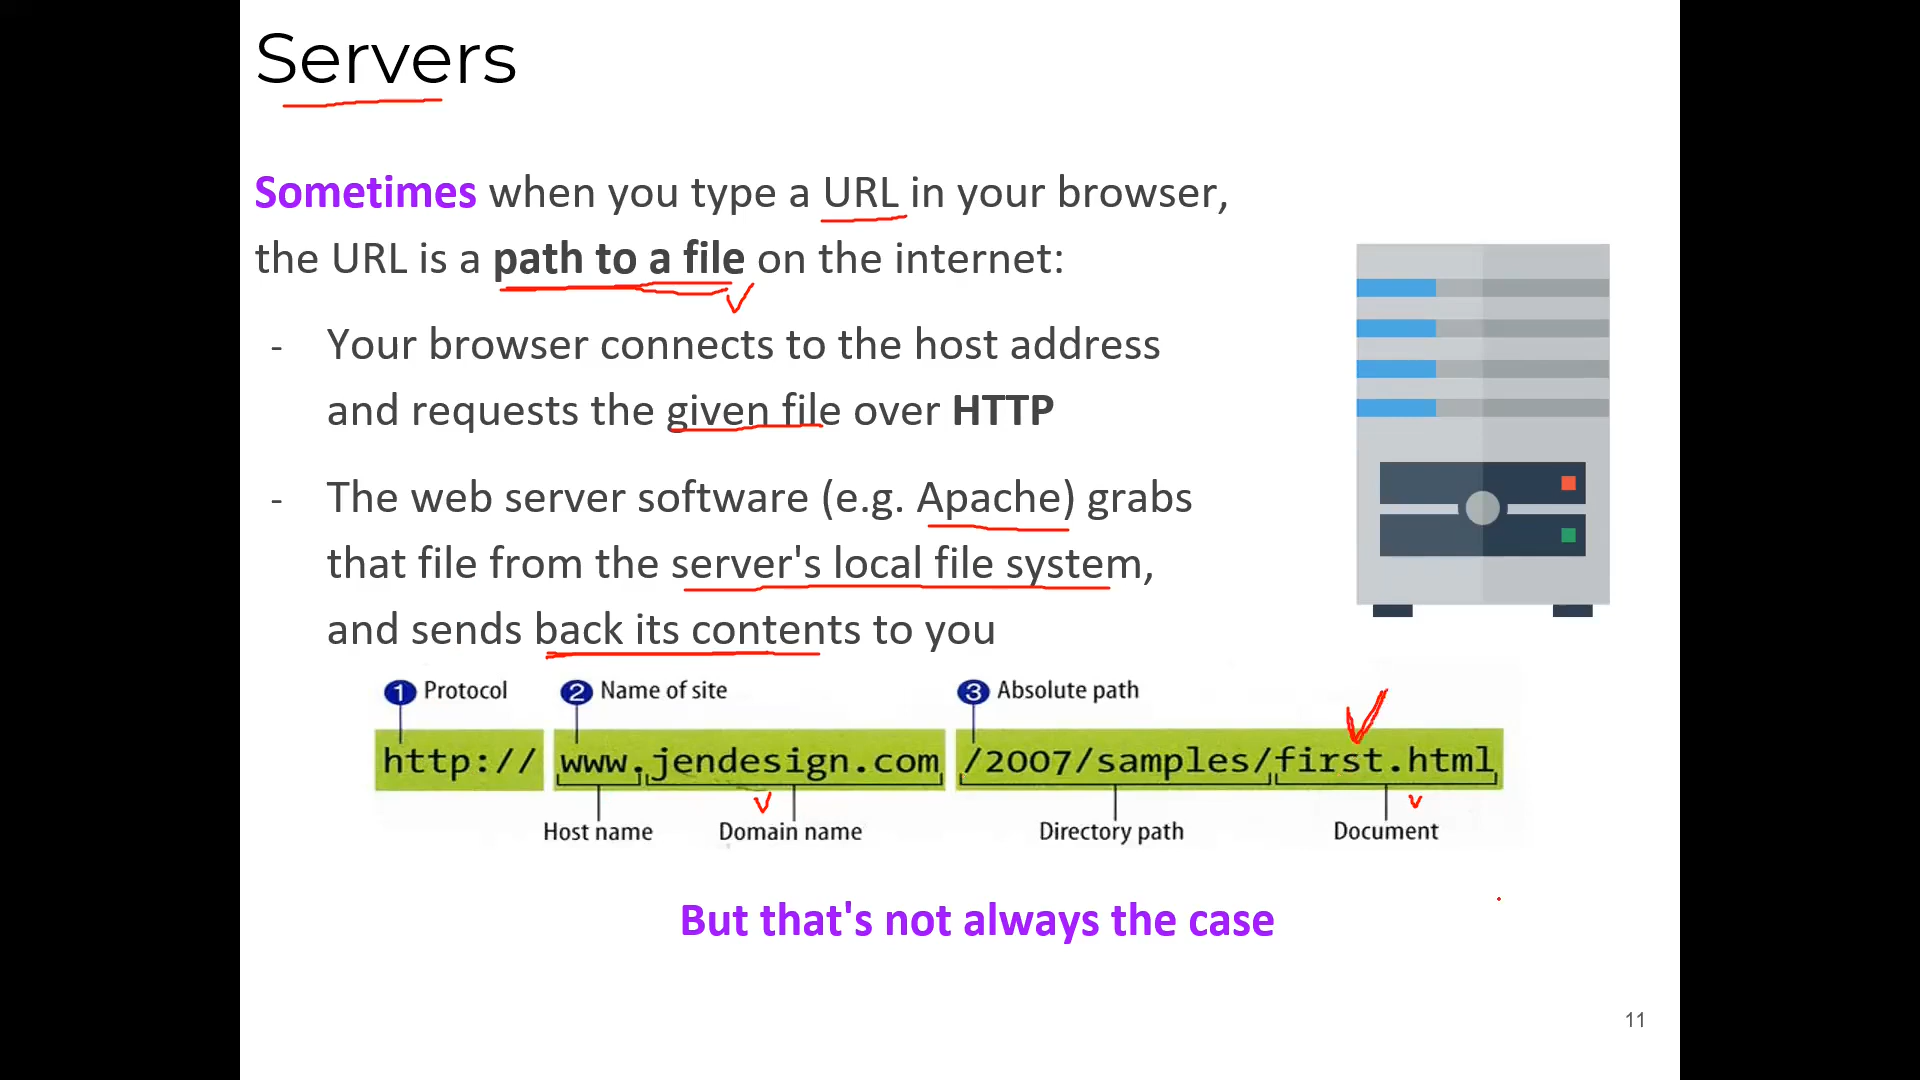 Servers
Sometimes when you type a URL in your browser,
the URL is a path to a file on the internet:
- Your browser connects to the host address
and requests the given file over HTTP
- The web server software (e.g. Apache) grabs
that file from the server's local file system,
and sends back its contents to you
1 Protocol 2 Name of site 3 Absolute path
http:// www.jendesign.com /2007/samples/first.html
Host name Domain name Directory path Document
But that's not always the case
11